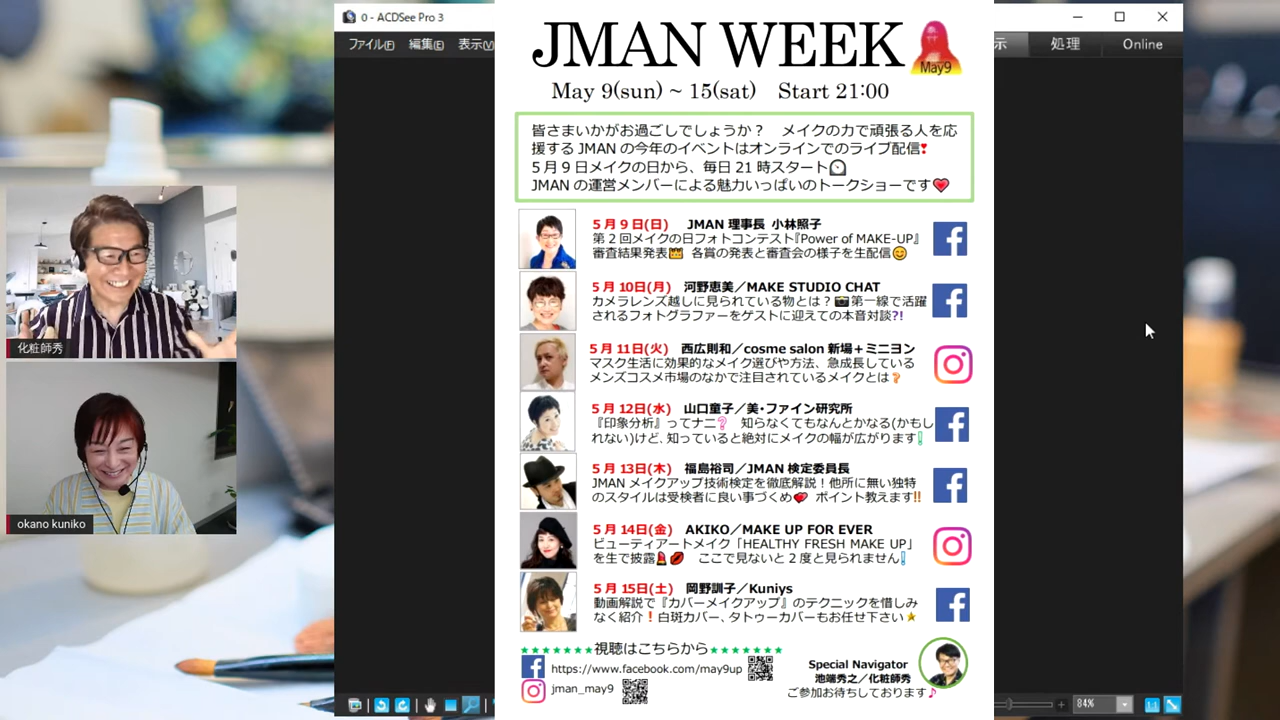 0 - ACDSee Pro 3
ファイル(F) 編集(E) 表示(V)
示 処理 Online
JMAN WEEK
May9
May 9(sun) ~ 15(sat) Start 21:00
皆さまいかがお過ごしでしょうか？ メイクの力で頑張る人を応
援する JMAN の今年のイベントはオンラインでのライブ配信❣
5 月 9 日メイクの日から、毎日 21 時スタート🕙
JMAN の運営メンバーによる魅力いっぱいのトークショーです❤
5 月 9 日(日) JMAN 理事長 小林照子
第 2 回メイクの日フォトコンテスト『Power of MAKE-UP』
審査結果発表👑 各賞の発表と審査会の様子を生配信😊
5 月 10日(月) 河野恵美／MAKE STUDIO CHAT
カメラレンズ越しに見られている物とは？📸第一線で活躍
されるフォトグラファーをゲストに迎えての本音対談⁈
5 月 11日(火) 西広則和／cosme salon 新場＋ミニヨン
マスク生活に効果的なメイク選びや方法、急成長している
メンズコスメ市場のなかで注目されているメイクとは❓
5 月 12日(水) 山口童子／美・ファイン研究所
『印象分析』ってナニ❓ 知らなくてもなんとかなる(かもし
れない)けど、知っていると絶対にメイクの幅が広がります❕
5 月 13日(木) 福島裕司／JMAN 検定委員長
JMAN メイクアップ技術検定を徹底解説！他所に無い独特
のスタイルは受検者に良い事づくめ💕 ポイント教えます‼
5 月 14日(金) AKIKO／MAKE UP FOR EVER
ビューティアートメイク「HEALTHY FRESH MAKE UP」
を生で披露💄💋 ここで見ないと 2 度と見られません❕
5 月 15日(土) 岡野訓子／Kuniys
動画解説で『カバーメイクアップ』のテクニックを惜しみ
なく紹介❗白斑カバー、タトゥーカバーもお任せ下さい★
★★★★★★★視聴はこちらから★★★★★★★
https://www.facebook.com/may9up
jman_may9
Special Navigator
池端秀之／化粧師秀
ご参加お待ちしております♪
化粧師秀
okano kuniko
84%